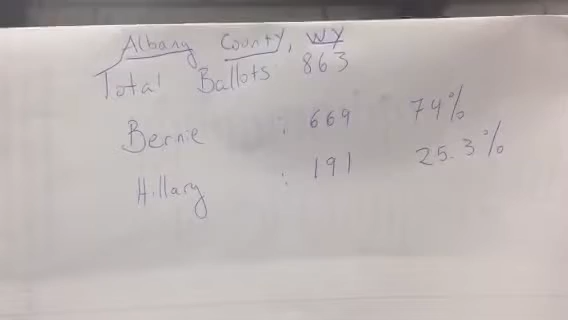 Albany County, WY
Total Ballots 863
Bernie : 669 74%
Hillary : 191 25.3%